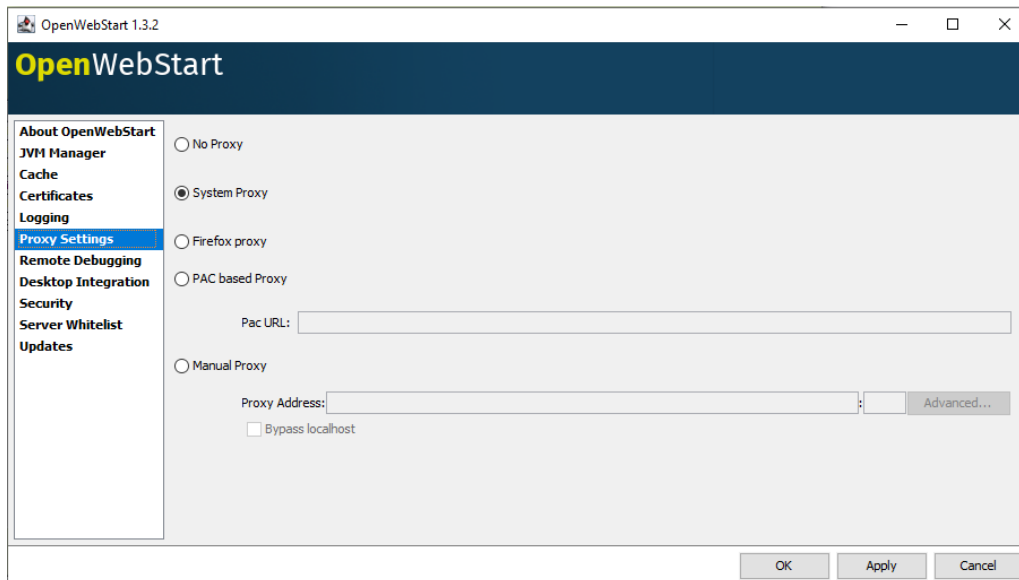 OpenWebStart 1.3.2
OpenWebStart
About OpenWebStart
JVM Manager
Cache
Certificates
Logging
Proxy Settings
Remote Debugging
Desktop Integration
Security
Server Whitelist
Updates
No Proxy
System Proxy
Firefox proxy
PAC based Proxy
Pac URL:
Manual Proxy
Proxy Address: : Advanced...
Bypass localhost
OK Apply Cancel